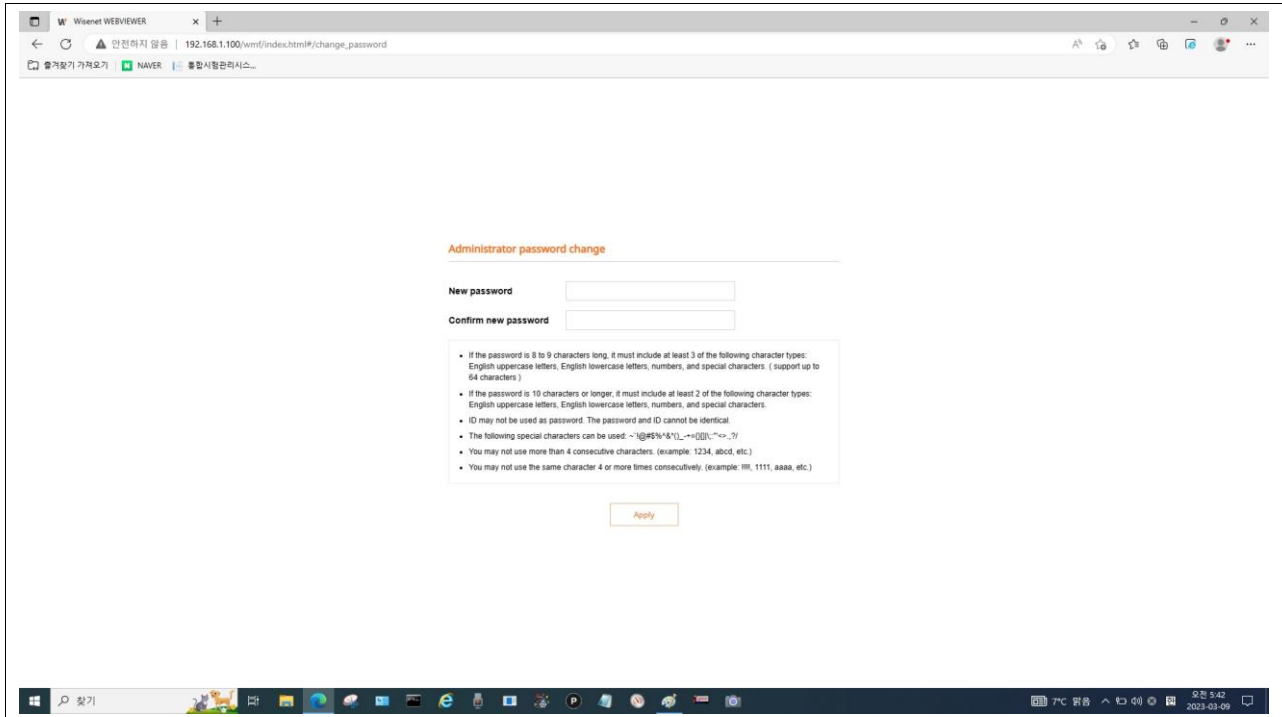 W Wisenet WEBVIEWER
안전하지 않음 | 192.168.1.100/wmf/index.html#/change_password
즐겨찾기 가져오기 NAVER 통합시험관리시스...
Administrator password change
New password
Confirm new password
• If the password is 8 to 9 characters long, it must include at least 3 of the following character types:
English uppercase letters, English lowercase letters, numbers, and special characters. ( support up to
64 characters )
• If the password is 10 characters or longer, it must include at least 2 of the following character types:
English uppercase letters, English lowercase letters, numbers, and special characters.
• ID may not be used as password. The password and ID cannot be identical.
• The following special characters can be used:
• You may not use more than 4 consecutive characters. (example: 1234, abcd, etc.)
• You may not use the same character 4 or more times consecutively. (example: !!!!, 1111, aaaa, etc.)
Apply
찾기
7°C 맑음
오전 5:42
2023-03-09